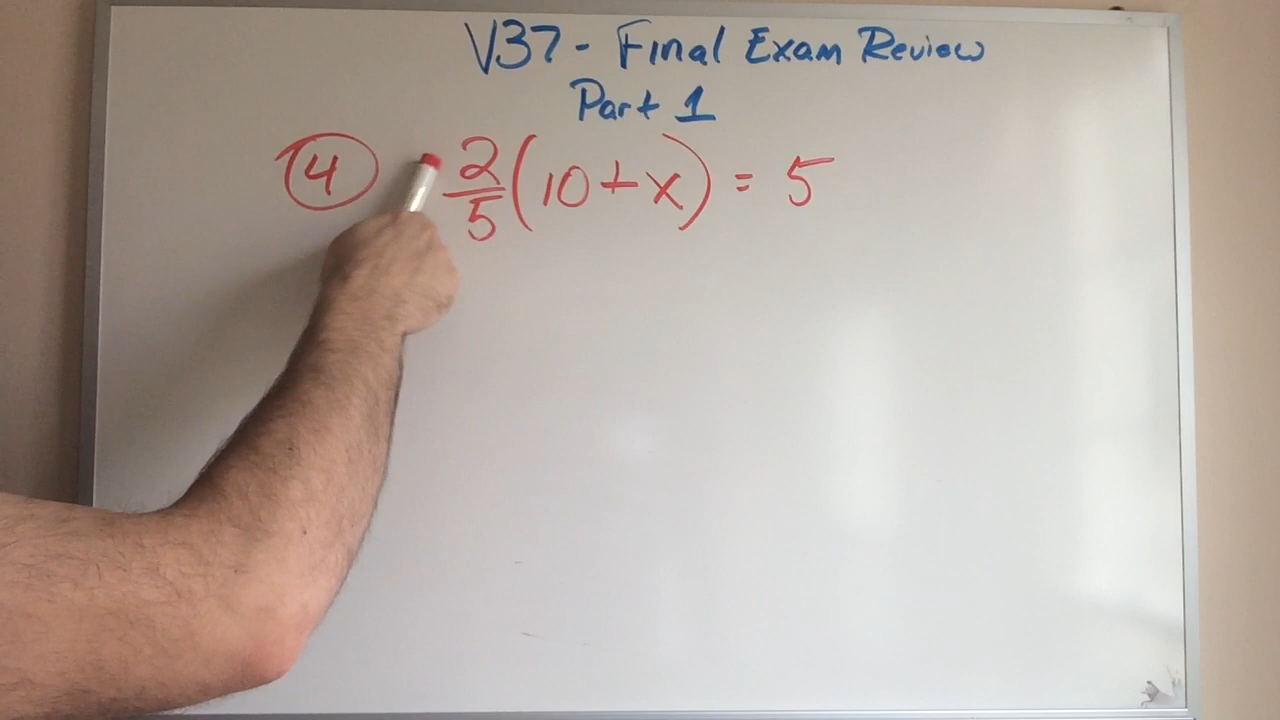 V37 - Final Exam Review
Part 1
4 2/5 (10 + x) = 5